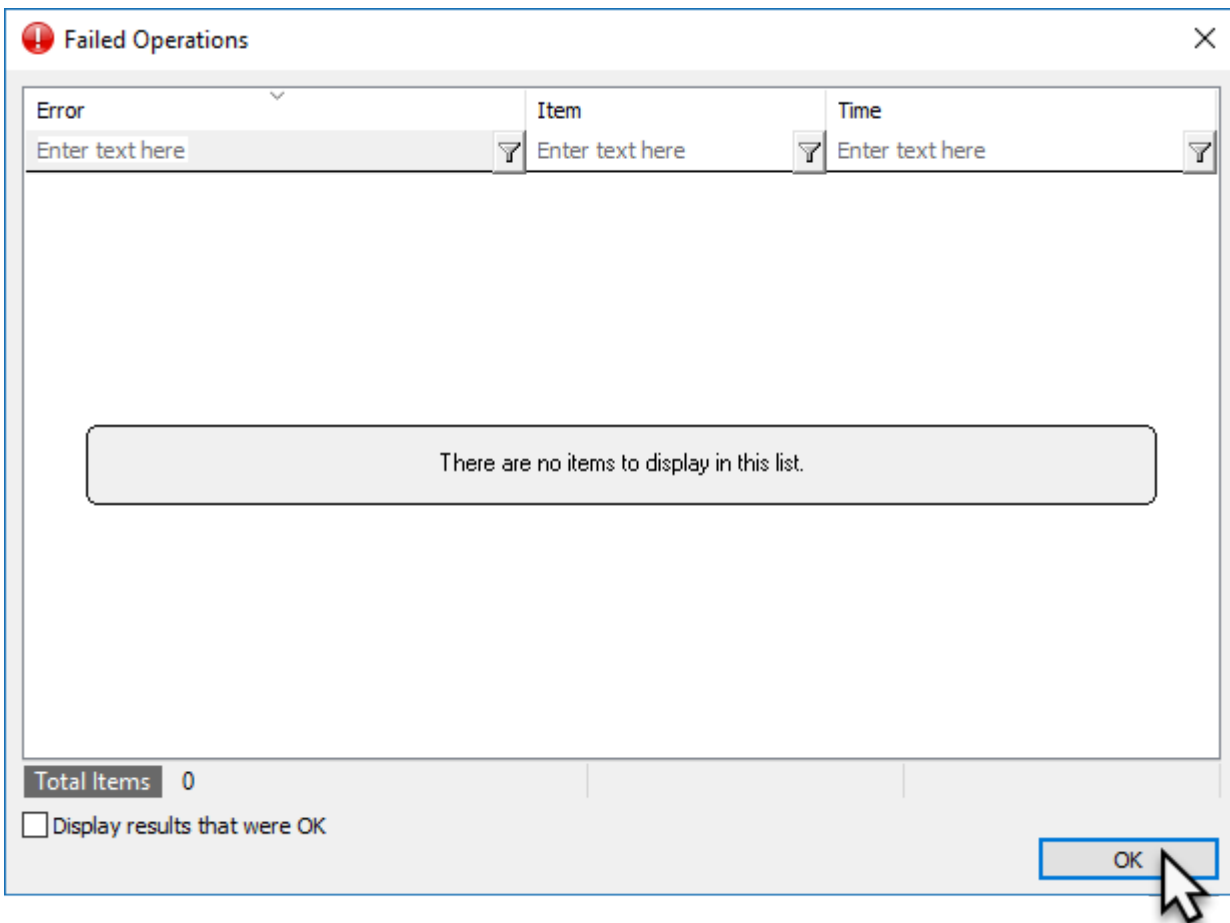 Failed Operations
Error Item Time
Enter text here Enter text here Enter text here
There are no items to display in this list.
Total Items 0
Display results that were OK
OK